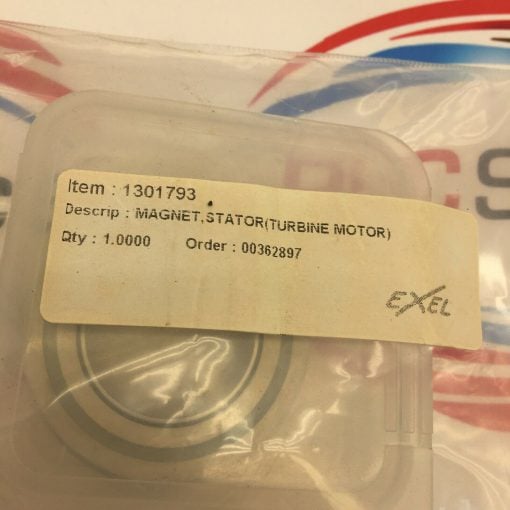 Item : 1301793
Descrip : MAGNET,STATOR(TURBINE MOTOR)
Qty : 1.0000 Order : 00362897
EXEL